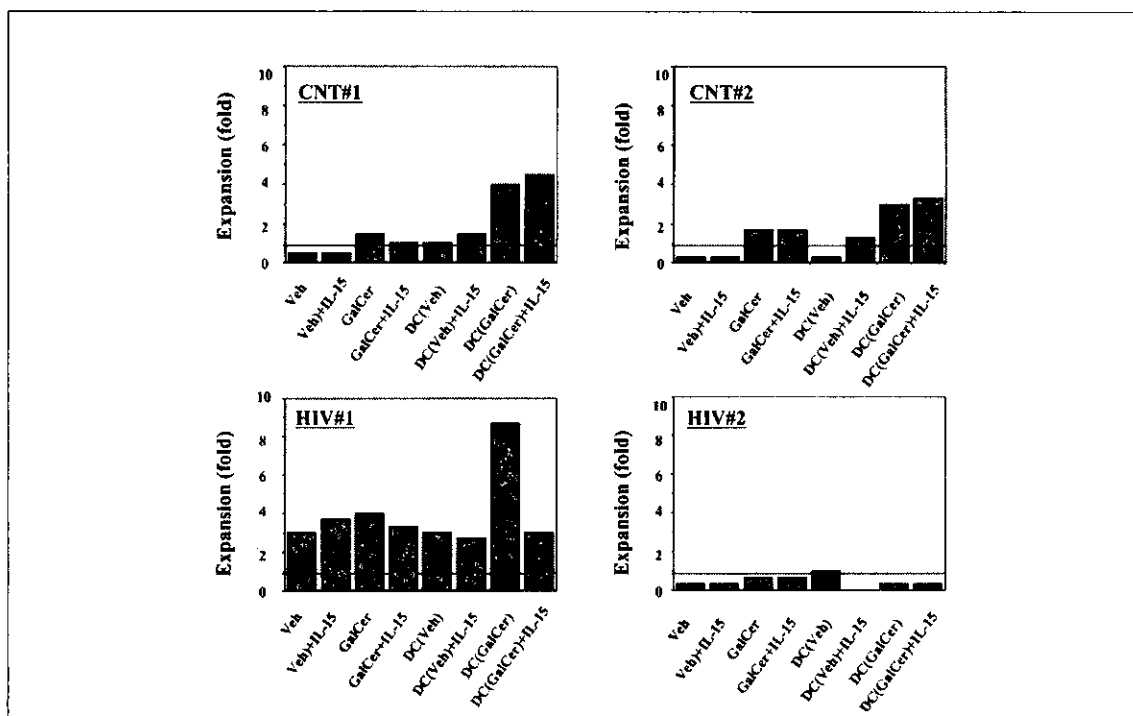 CNT#1
Expansion (fold)
10
8
6
4
2
0
Veh
Veh)+IL-15
GalCer
GalCer+IL-15
DC(Veh)
DC(Veh)+IL-15
DC(GalCer)
DC(GalCer)+IL-15
CNT#2
Expansion (fold)
10
8
6
4
2
0
Veh
Veh)+IL-15
GalCer
GalCer+IL-15
DC(Veh)
DC(Veh)+IL-15
DC(GalCer)
DC(GalCer)+IL-15
HIV#1
Expansion (fold)
10
8
6
4
2
0
Veh
Veh)+IL-15
GalCer
GalCer+IL-15
DC(Veh)
DC(Veh)+IL-15
DC(GalCer)
DC(GalCer)+IL-15
HIV#2
Expansion (fold)
10
8
6
4
2
0
Veh
Veh)+IL-15
GalCer
GalCer+IL-15
DC(Veh)
DC(Veh)+IL-15
DC(GalCer)
DC(GalCer)+IL-15